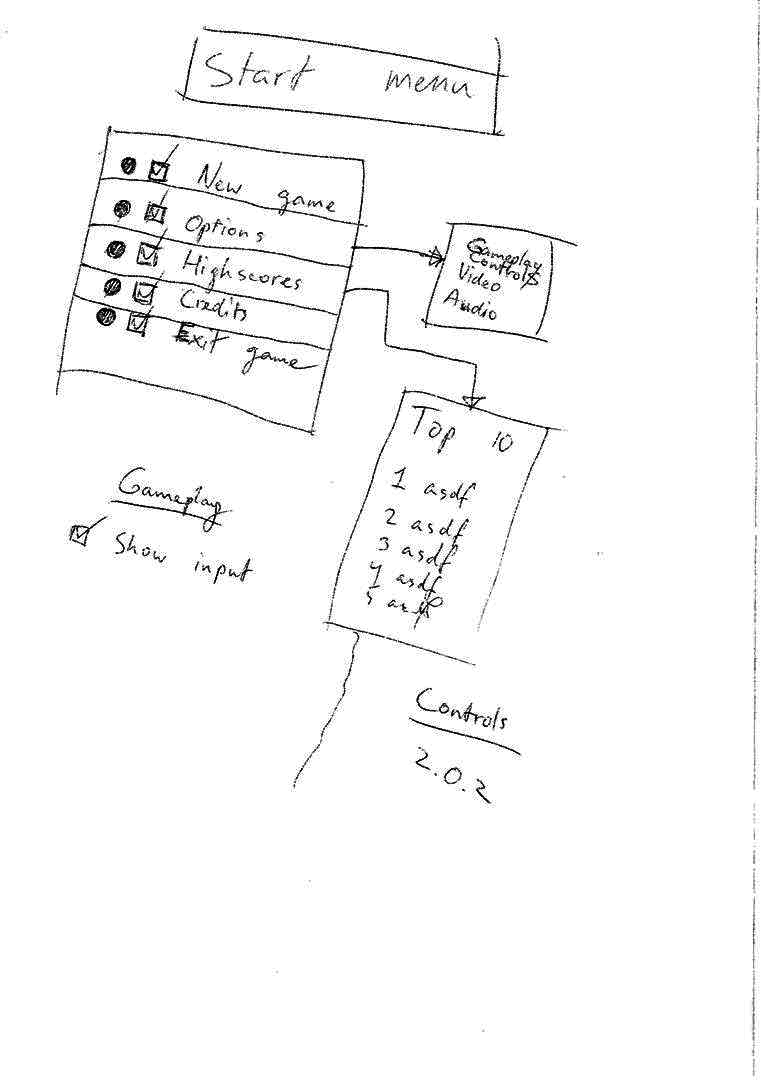 Start menu
New game
Options
Highscores
Credits
Exit game
Gameplay
Controls
Video
Audio
Top 10
1 asdf
2 asdf
3 asdf
4 asdf
5 asdf
Gameplay
Show input
Controls
2.0.2